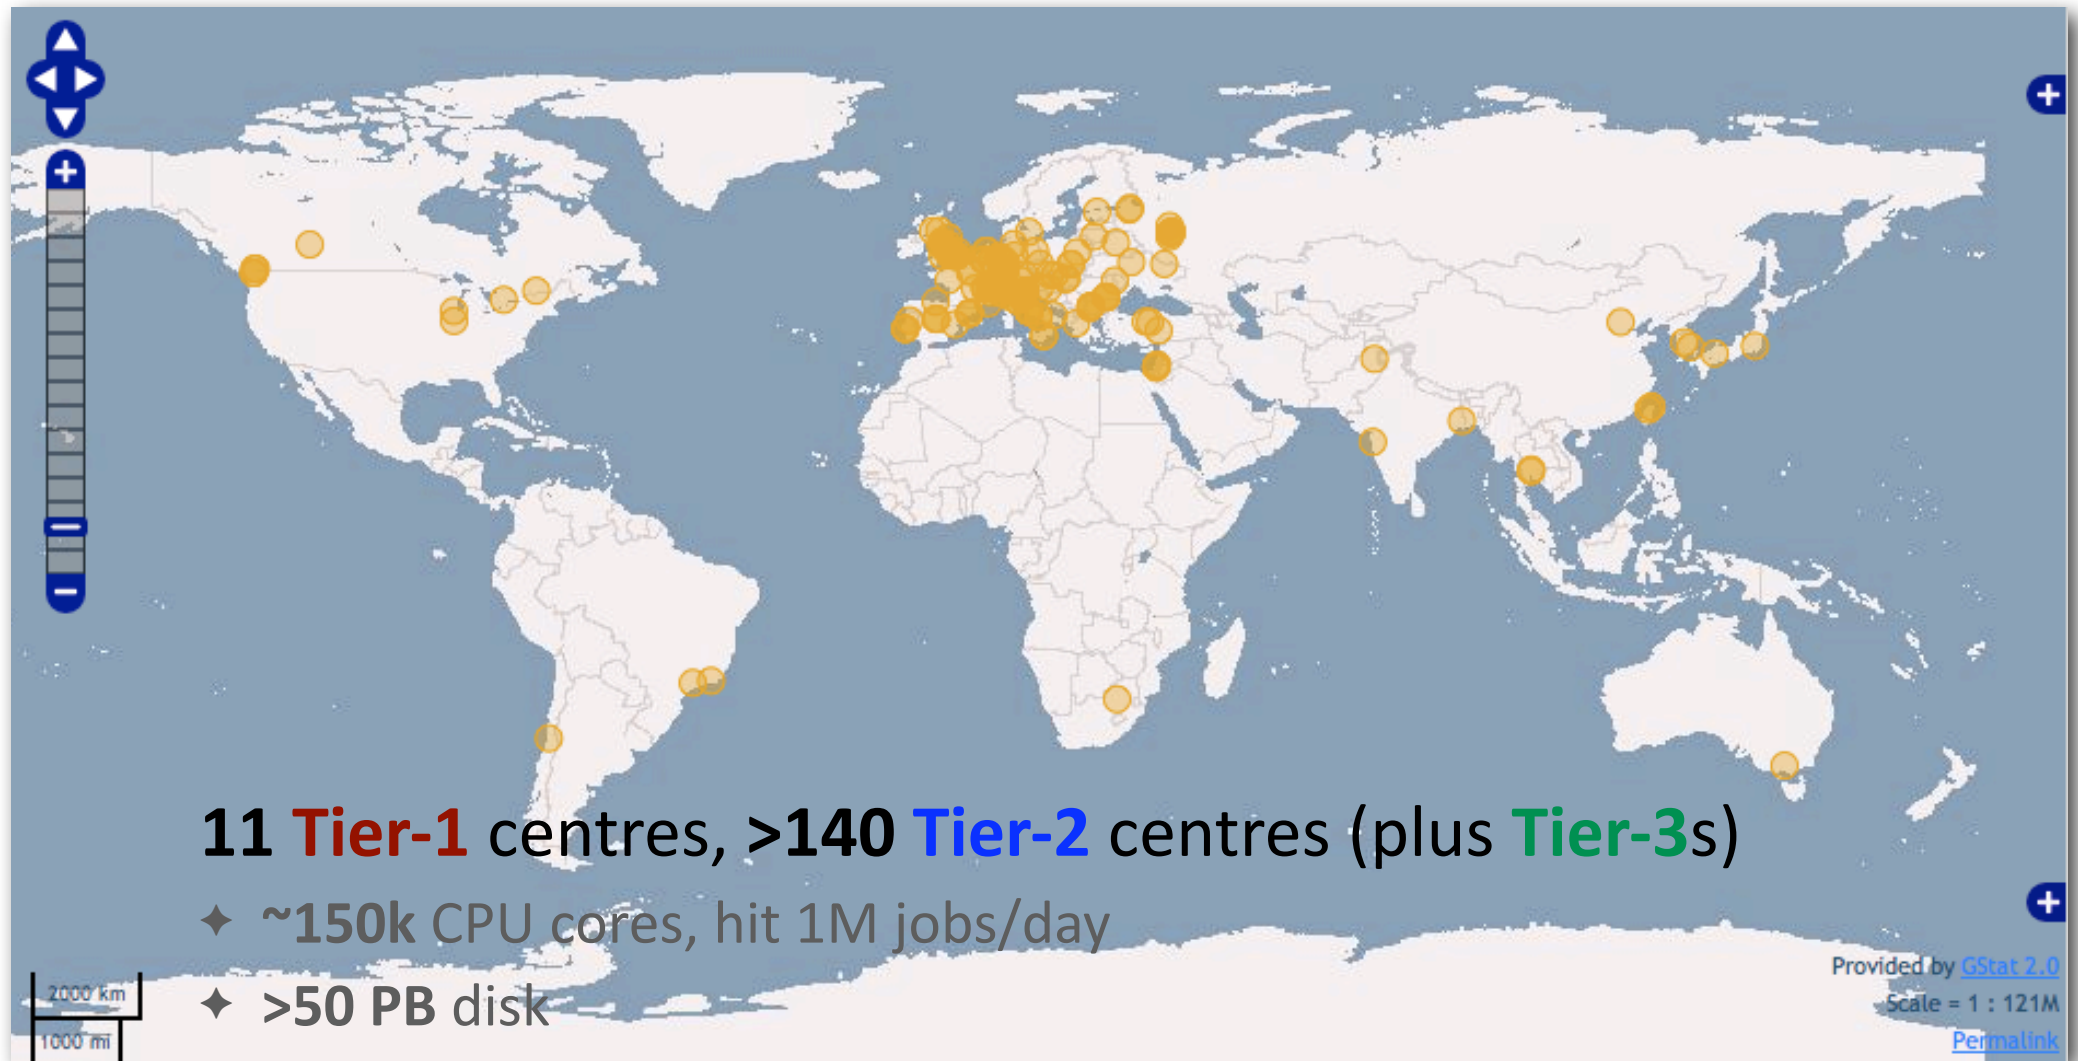 11 Tier-1 centres, >140 Tier-2 centres (plus Tier-3s)
✦ ~150k CPU cores, hit 1M jobs/day
✦ >50 PB disk
2000 km
1000 mi
Provided by GStat 2.0
Scale = 1 : 121M
Permalink